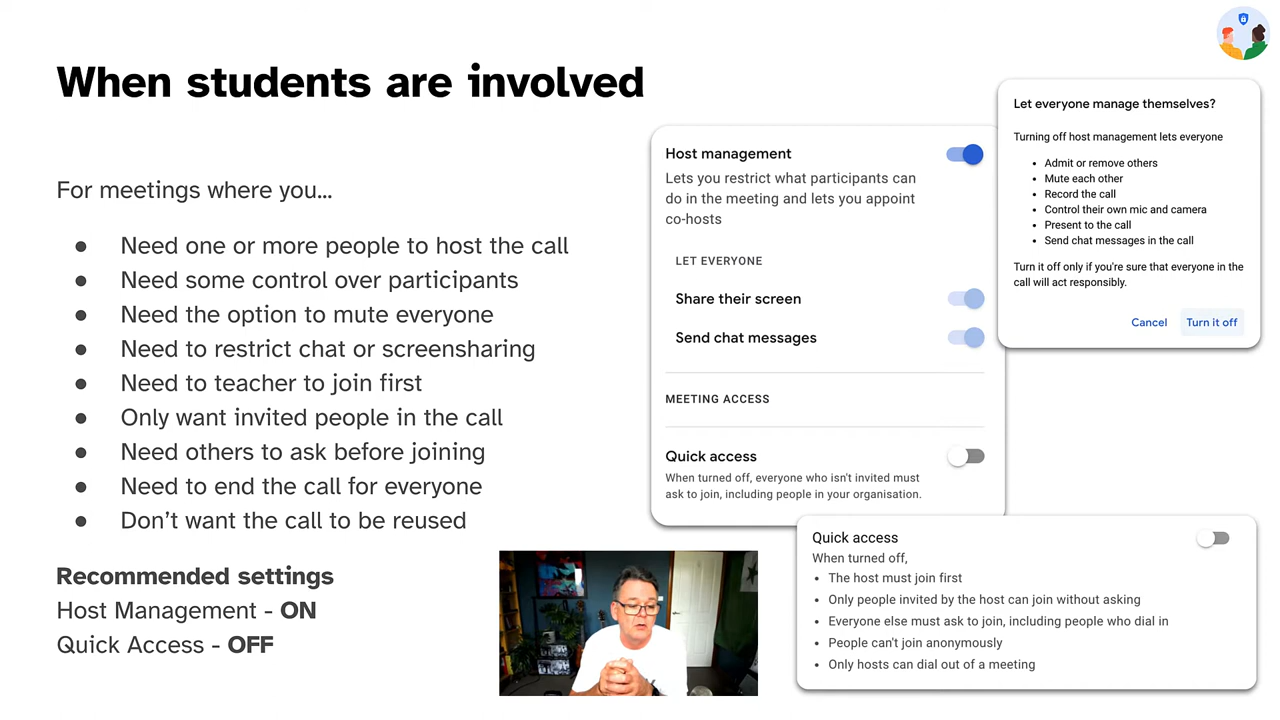 When students are involved
For meetings where you...
● Need one or more people to host the call
● Need some control over participants
● Need the option to mute everyone
● Need to restrict chat or screensharing
● Need to teacher to join first
● Only want invited people in the call
● Need others to ask before joining
● Need to end the call for everyone
● Don't want the call to be reused
Recommended settings
Host Management - ON
Quick Access - OFF
Host management
Lets you restrict what participants can
do in the meeting and lets you appoint
co-hosts
LET EVERYONE
Share their screen
Send chat messages
MEETING ACCESS
Quick access
When turned off, everyone who isn't invited must
ask to join, including people in your organisation.
Let everyone manage themselves?
Turning off host management lets everyone
• Admit or remove others
• Mute each other
• Record the call
• Control their own mic and camera
• Present to the call
• Send chat messages in the call
Turn it off only if you're sure that everyone in the
call will act responsibly.
Cancel Turn it off
Quick access
When turned off,
• The host must join first
• Only people invited by the host can join without asking
• Everyone else must ask to join, including people who dial in
• People can't join anonymously
• Only hosts can dial out of a meeting